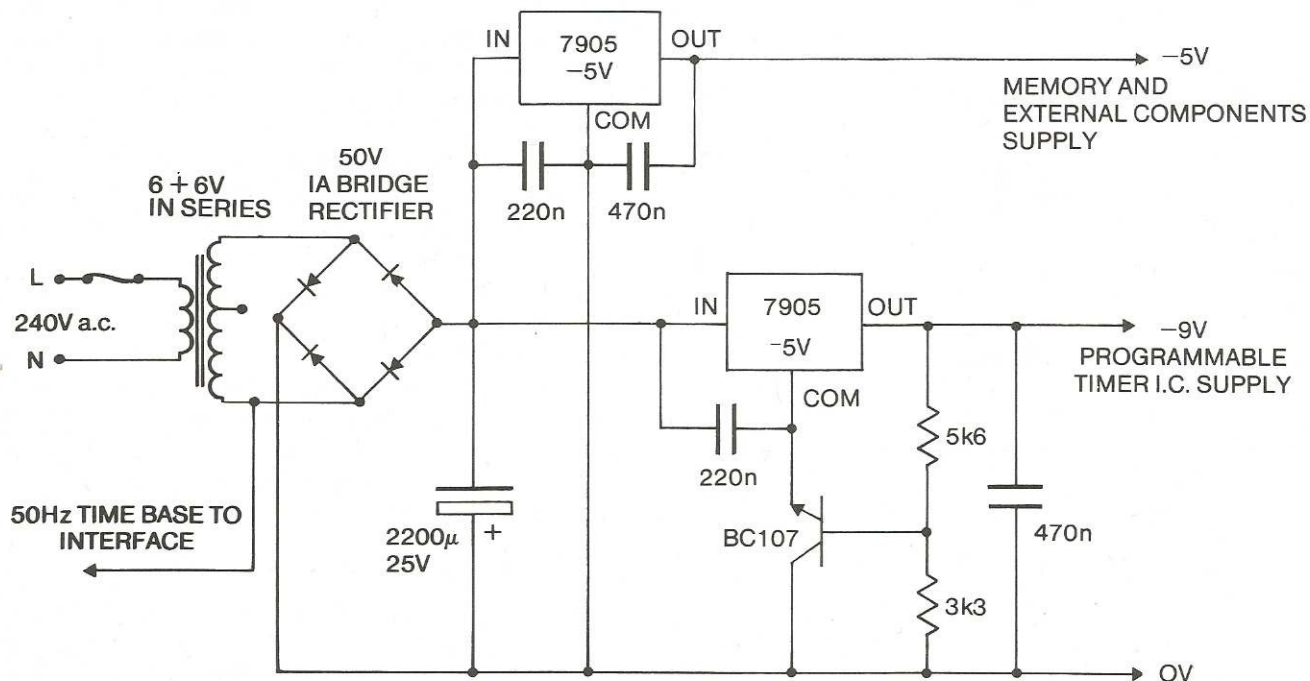 IN
7905
−5V
OUT
COM
−5V
MEMORY AND
EXTERNAL COMPONENTS
SUPPLY
220n
470n
50V
IA BRIDGE
RECTIFIER
6 + 6V
IN SERIES
L
240V a.c.
N
IN
7905
−5V
OUT
COM
−9V
PROGRAMMABLE
TIMER I.C. SUPPLY
220n
5k6
470n
BC107
3k3
50Hz TIME BASE TO
INTERFACE
2200µ
25V
+
OV